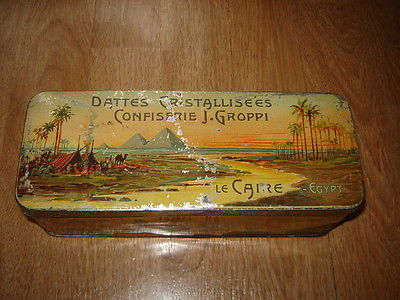 DATTES CRISTALLISÉES
CONFISERIE J. GROPPI
LE CAIRE - EGYPT